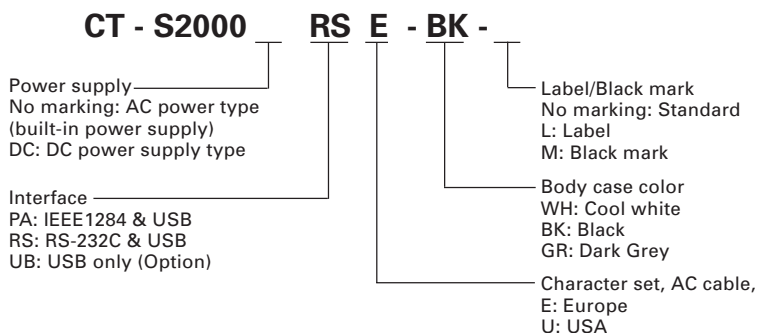 CT - S2000 __ RS E - BK - __
Power supply
No marking: AC power type
(built-in power supply)
DC: DC power supply type
Interface
PA: IEEE1284 & USB
RS: RS-232C & USB
UB: USB only (Option)
Label/Black mark
No marking: Standard
L: Label
M: Black mark
Body case color
WH: Cool white
BK: Black
GR: Dark Grey
Character set, AC cable,
E: Europe
U: USA